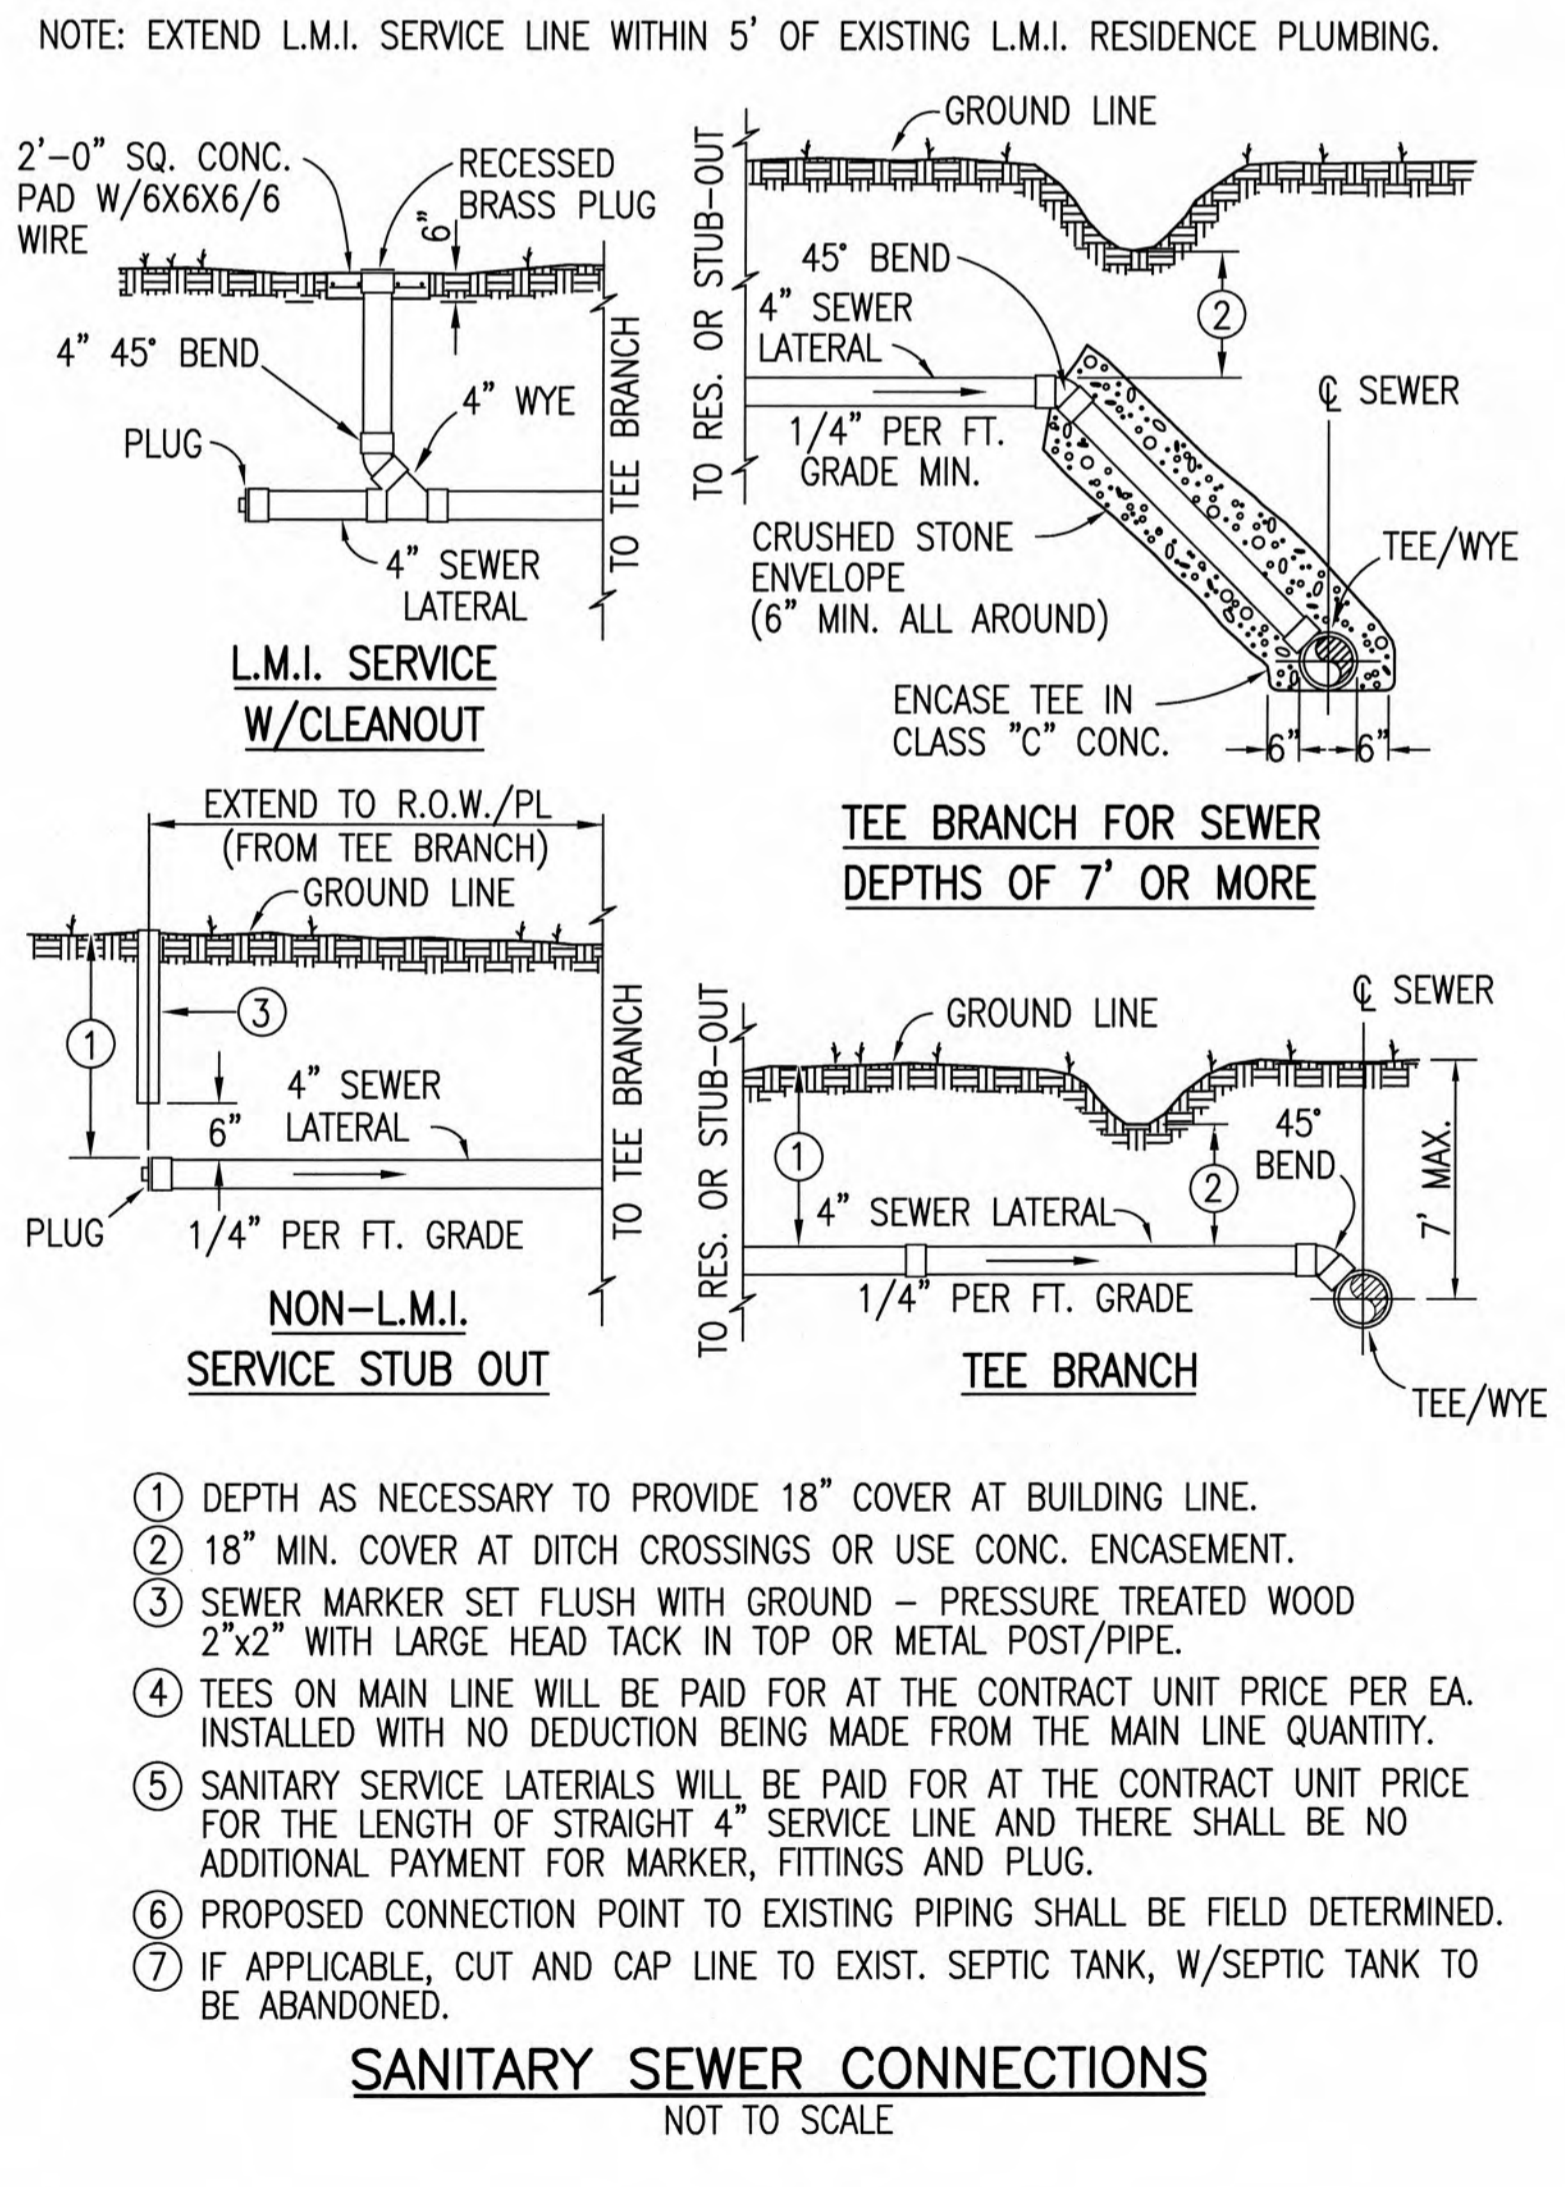 NOTE: EXTEND L.M.I. SERVICE LINE WITHIN 5' OF EXISTING L.M.I. RESIDENCE PLUMBING.
2'-0" SQ. CONC.
PAD W/6X6X6/6
WIRE
RECESSED
BRASS PLUG
6"
4" 45° BEND
4" WYE
PLUG
4" SEWER
LATERAL
TO TEE BRANCH
L.M.I. SERVICE
W/CLEANOUT
GROUND LINE
TO RES. OR STUB-OUT
45° BEND
4" SEWER
LATERAL
2
℄ SEWER
1/4" PER FT.
GRADE MIN.
CRUSHED STONE
ENVELOPE
(6" MIN. ALL AROUND)
TEE/WYE
ENCASE TEE IN
CLASS "C" CONC.
6"
6"
TEE BRANCH FOR SEWER
DEPTHS OF 7' OR MORE
EXTEND TO R.O.W./PL
(FROM TEE BRANCH)
GROUND LINE
3
1
4" SEWER
LATERAL
6"
PLUG
1/4" PER FT. GRADE
TO TEE BRANCH
NON-L.M.I.
SERVICE STUB OUT
℄ SEWER
GROUND LINE
TO RES. OR STUB-OUT
1
45°
BEND
2
7' MAX.
4" SEWER LATERAL
1/4" PER FT. GRADE
TEE BRANCH
TEE/WYE
1 DEPTH AS NECESSARY TO PROVIDE 18" COVER AT BUILDING LINE.
2 18" MIN. COVER AT DITCH CROSSINGS OR USE CONC. ENCASEMENT.
3 SEWER MARKER SET FLUSH WITH GROUND – PRESSURE TREATED WOOD
2"x2" WITH LARGE HEAD TACK IN TOP OR METAL POST/PIPE.
4 TEES ON MAIN LINE WILL BE PAID FOR AT THE CONTRACT UNIT PRICE PER EA.
INSTALLED WITH NO DEDUCTION BEING MADE FROM THE MAIN LINE QUANTITY.
5 SANITARY SERVICE LATERIALS WILL BE PAID FOR AT THE CONTRACT UNIT PRICE
FOR THE LENGTH OF STRAIGHT 4" SERVICE LINE AND THERE SHALL BE NO
ADDITIONAL PAYMENT FOR MARKER, FITTINGS AND PLUG.
6 PROPOSED CONNECTION POINT TO EXISTING PIPING SHALL BE FIELD DETERMINED.
7 IF APPLICABLE, CUT AND CAP LINE TO EXIST. SEPTIC TANK, W/SEPTIC TANK TO
BE ABANDONED.
SANITARY SEWER CONNECTIONS
NOT TO SCALE